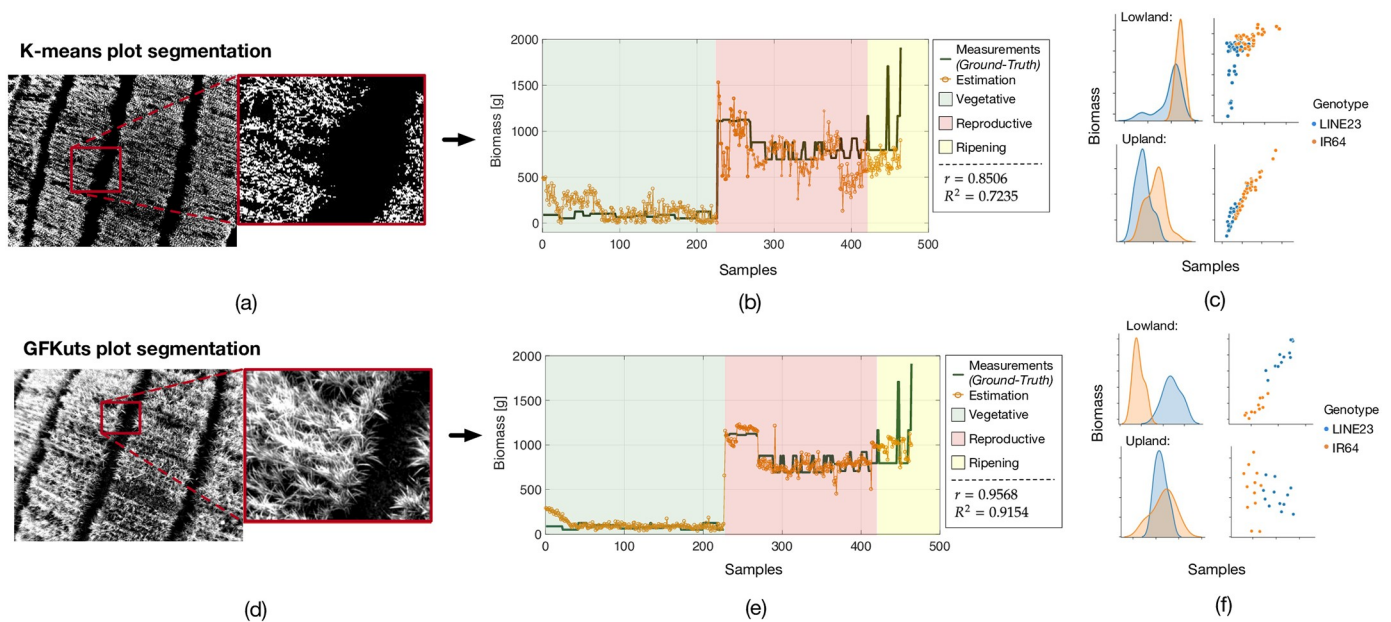 K-means plot segmentation
(a)
2000
1500
1000
500
0
Biomass [g]
0 100 200 300 400 500
Samples
Measurements
(Ground-Truth)
Estimation
Vegetative
Reproductive
Ripening
r = 0.8506
R² = 0.7235
(b)
Lowland:
Upland:
Biomass
Samples
Genotype
LINE23
IR64
(c)
GFKuts plot segmentation
(d)
2000
1500
1000
500
0
Biomass [g]
0 100 200 300 400 500
Samples
Measurements
(Ground-Truth)
Estimation
Vegetative
Reproductive
Ripening
r = 0.9568
R² = 0.9154
(e)
Lowland:
Upland:
Biomass
Samples
Genotype
LINE23
IR64
(f)